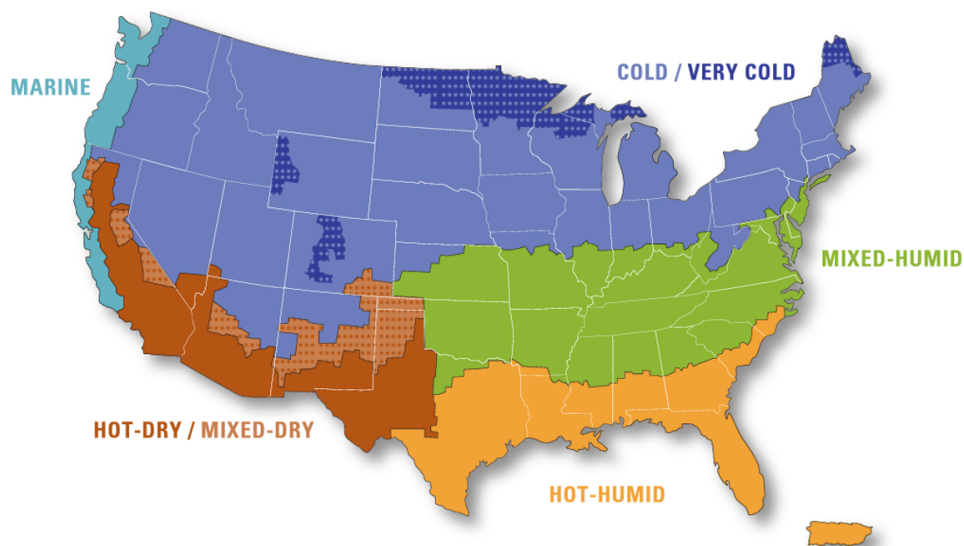 MARINE
COLD / VERY COLD
MIXED-HUMID
HOT-DRY / MIXED-DRY
HOT-HUMID